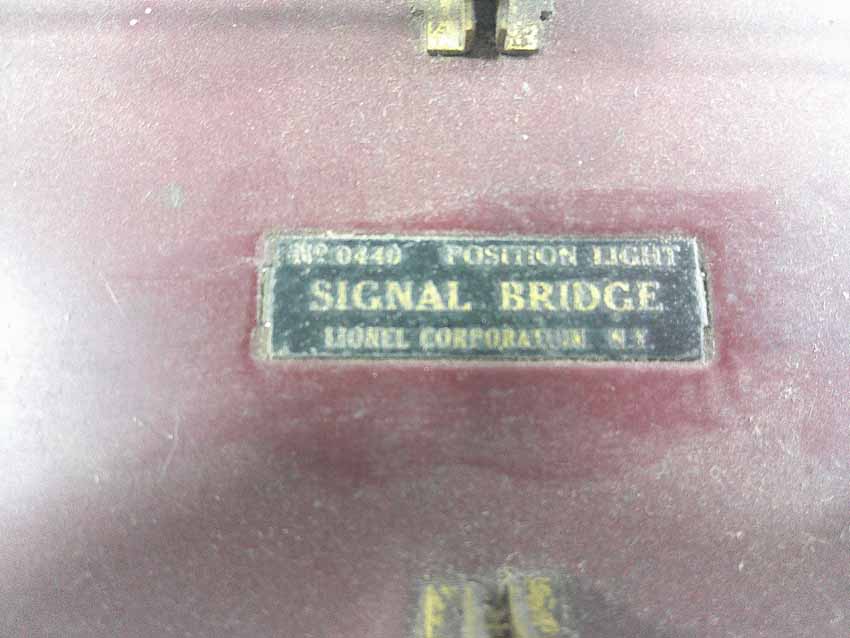 Nº 0440 POSITION LIGHT
SIGNAL BRIDGE
LIONEL CORPORATION N.Y.